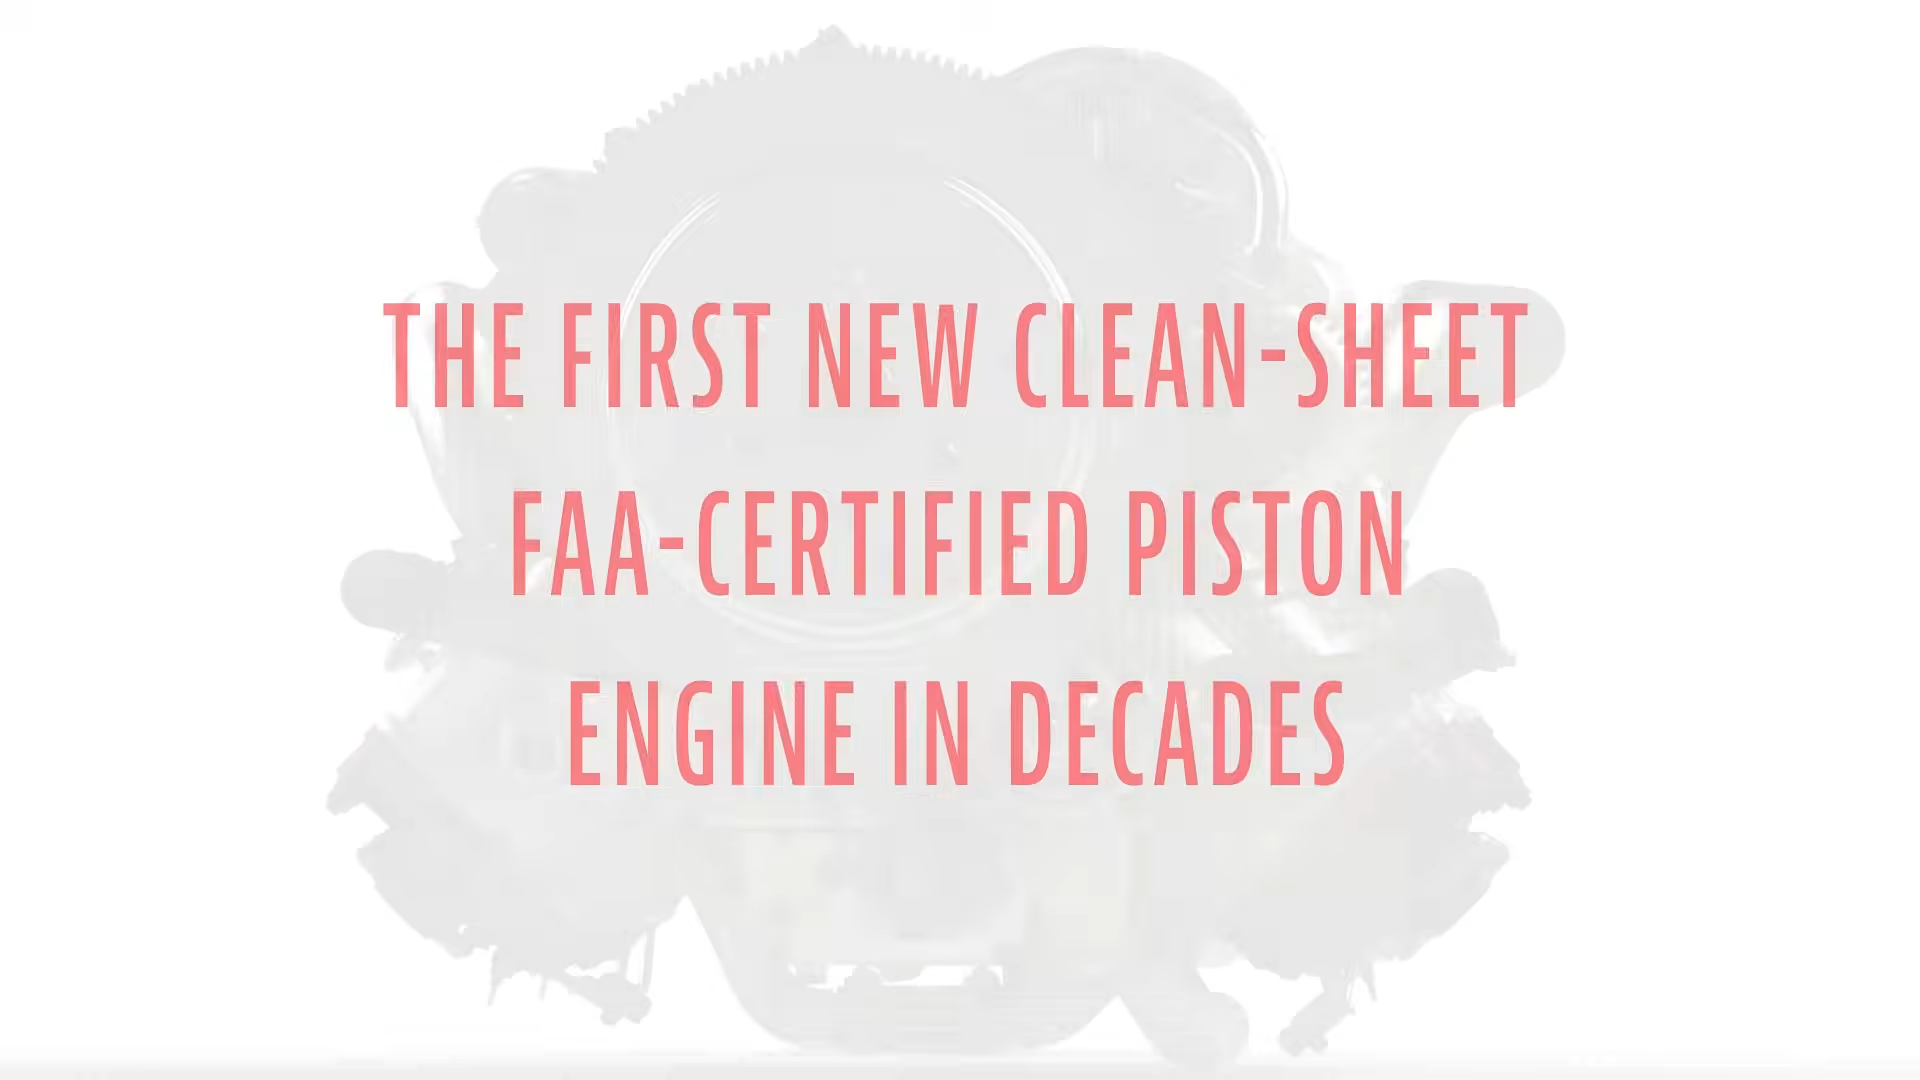 THE FIRST NEW CLEAN-SHEET
FAA-CERTIFIED PISTON
ENGINE IN DECADES